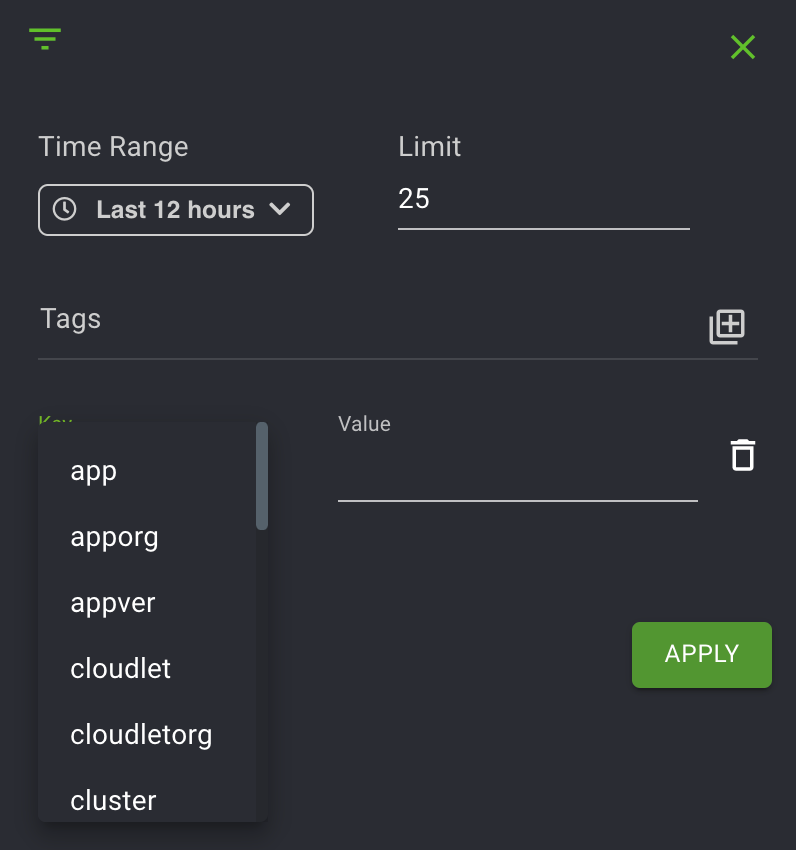 Time Range
Limit
Last 12 hours
25
Tags
Key
Value
app
apporg
appver
cloudlet
cloudletorg
cluster
APPLY